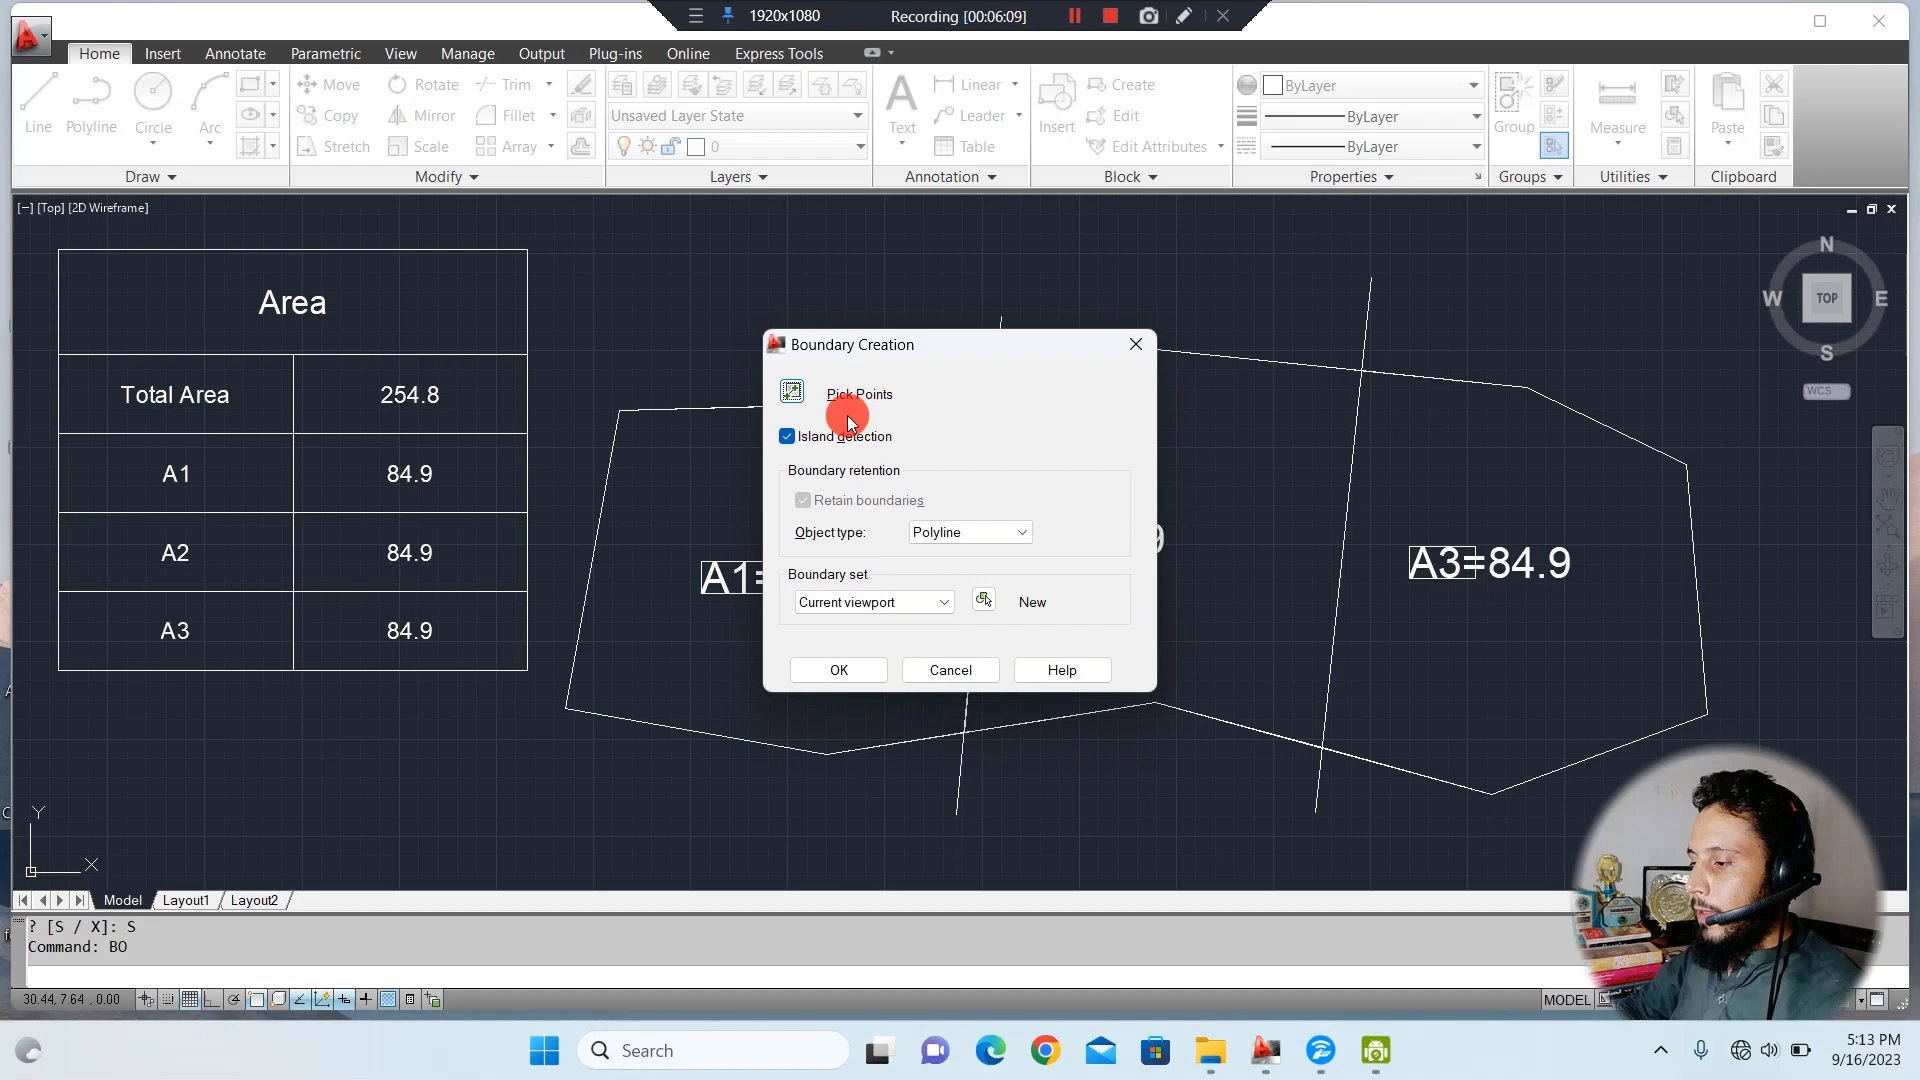 1920x1080
Recording [00:06:09]
Home Insert Annotate Parametric View Manage Output Plug-ins Online Express Tools
Line Polyline Circle Arc
Move Rotate Trim
Copy Mirror Fillet
Stretch Scale Array
Unsaved Layer State
0
Text Linear
Leader
Table
Insert Create
Edit
Edit Attributes
ByLayer
ByLayer
ByLayer
Group Measure Paste
Draw Modify Layers Annotation Block Properties Groups Utilities Clipboard
[−] [Top] [2D Wireframe]
Area
Total Area 254.8
A1 84.9
A2 84.9
A3 84.9
Boundary Creation
Pick Points
Island detection
Boundary retention
Retain boundaries
Object type: Polyline
Boundary set
Current viewport New
OK Cancel Help
A1=
9
A3=84.9
N
W TOP E
S
WCS
Y
X
Model Layout1 Layout2
? [S / X]: S
Command: BO
30.44, 7.64 , 0.00
MODEL
Search
5:13 PM
9/16/2023